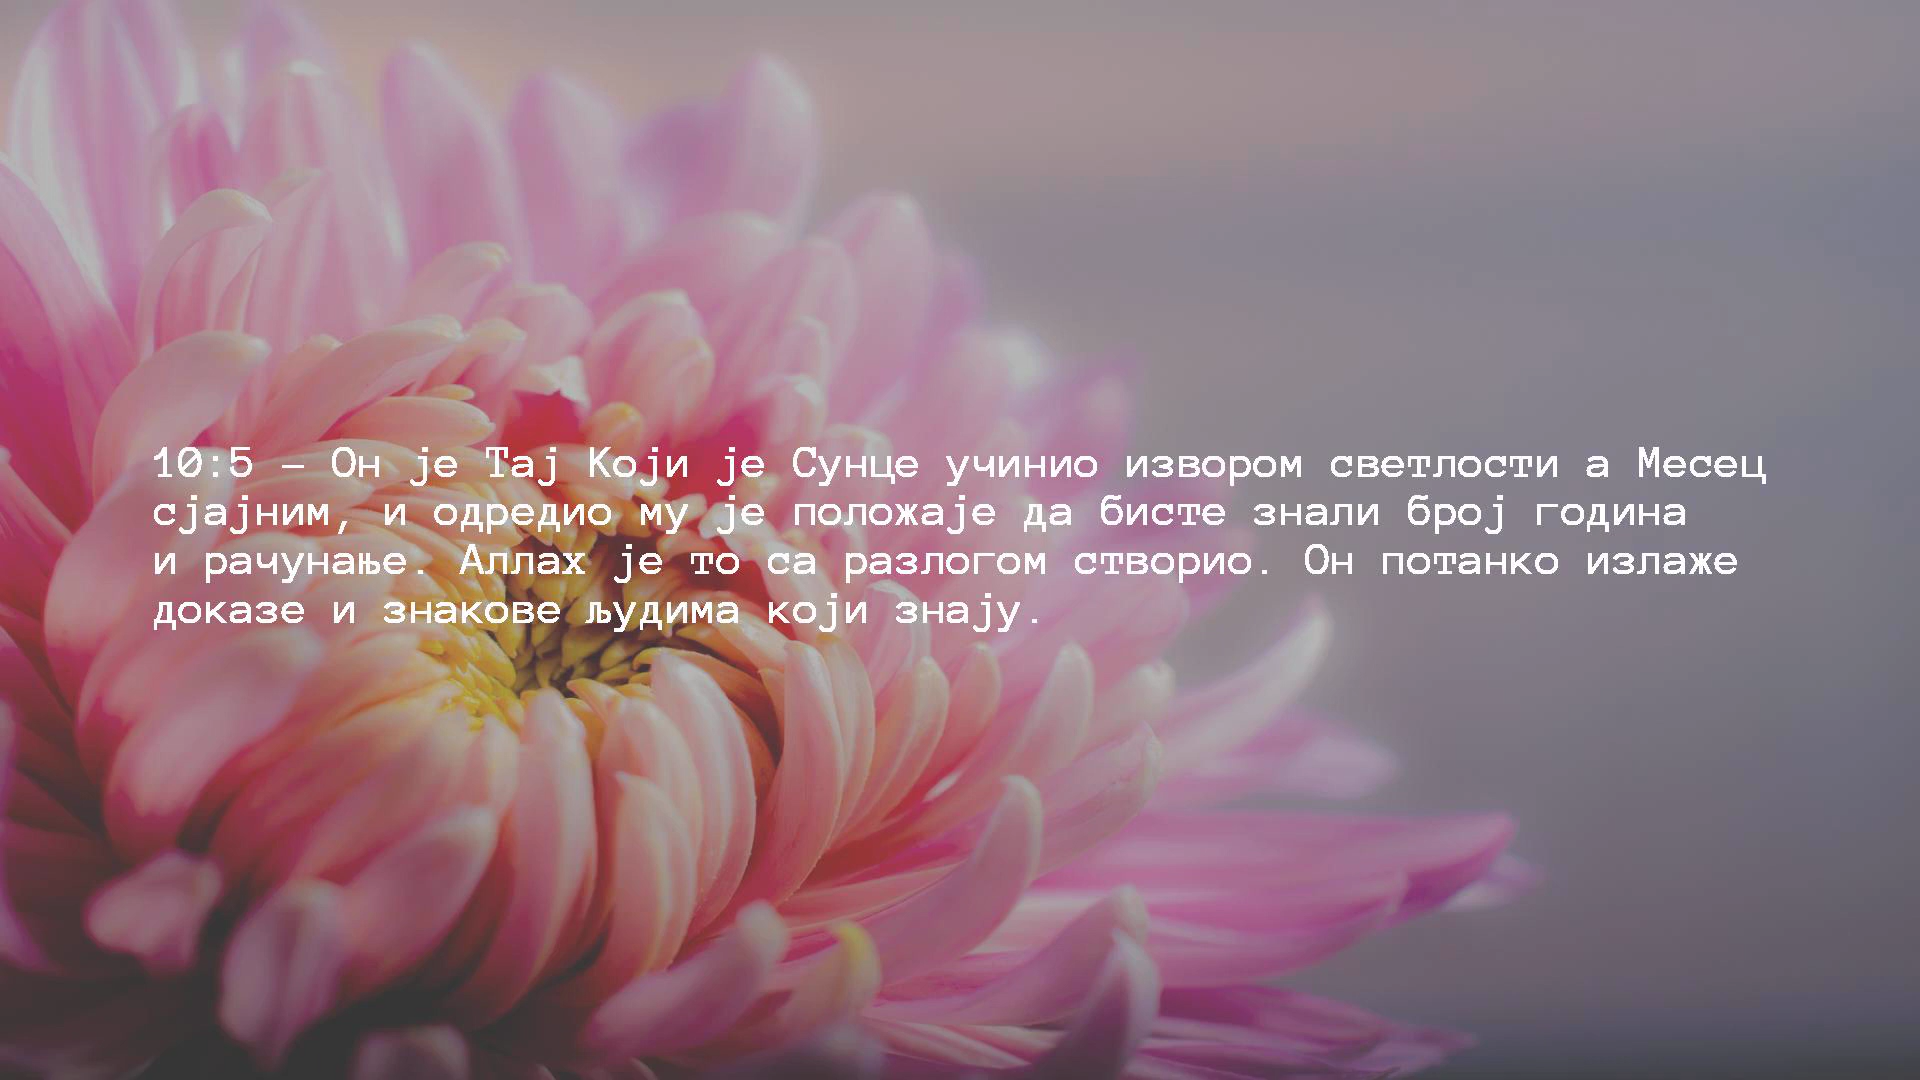 10:5 – Он је Тај Који је Сунце учинио извором светлости а Месец
сјајним, и одредио му је положаје да бисте знали број година
и рачунање. Аллах је то са разлогом створио. Он потанко излаже
доказе и знакове људима који знају.